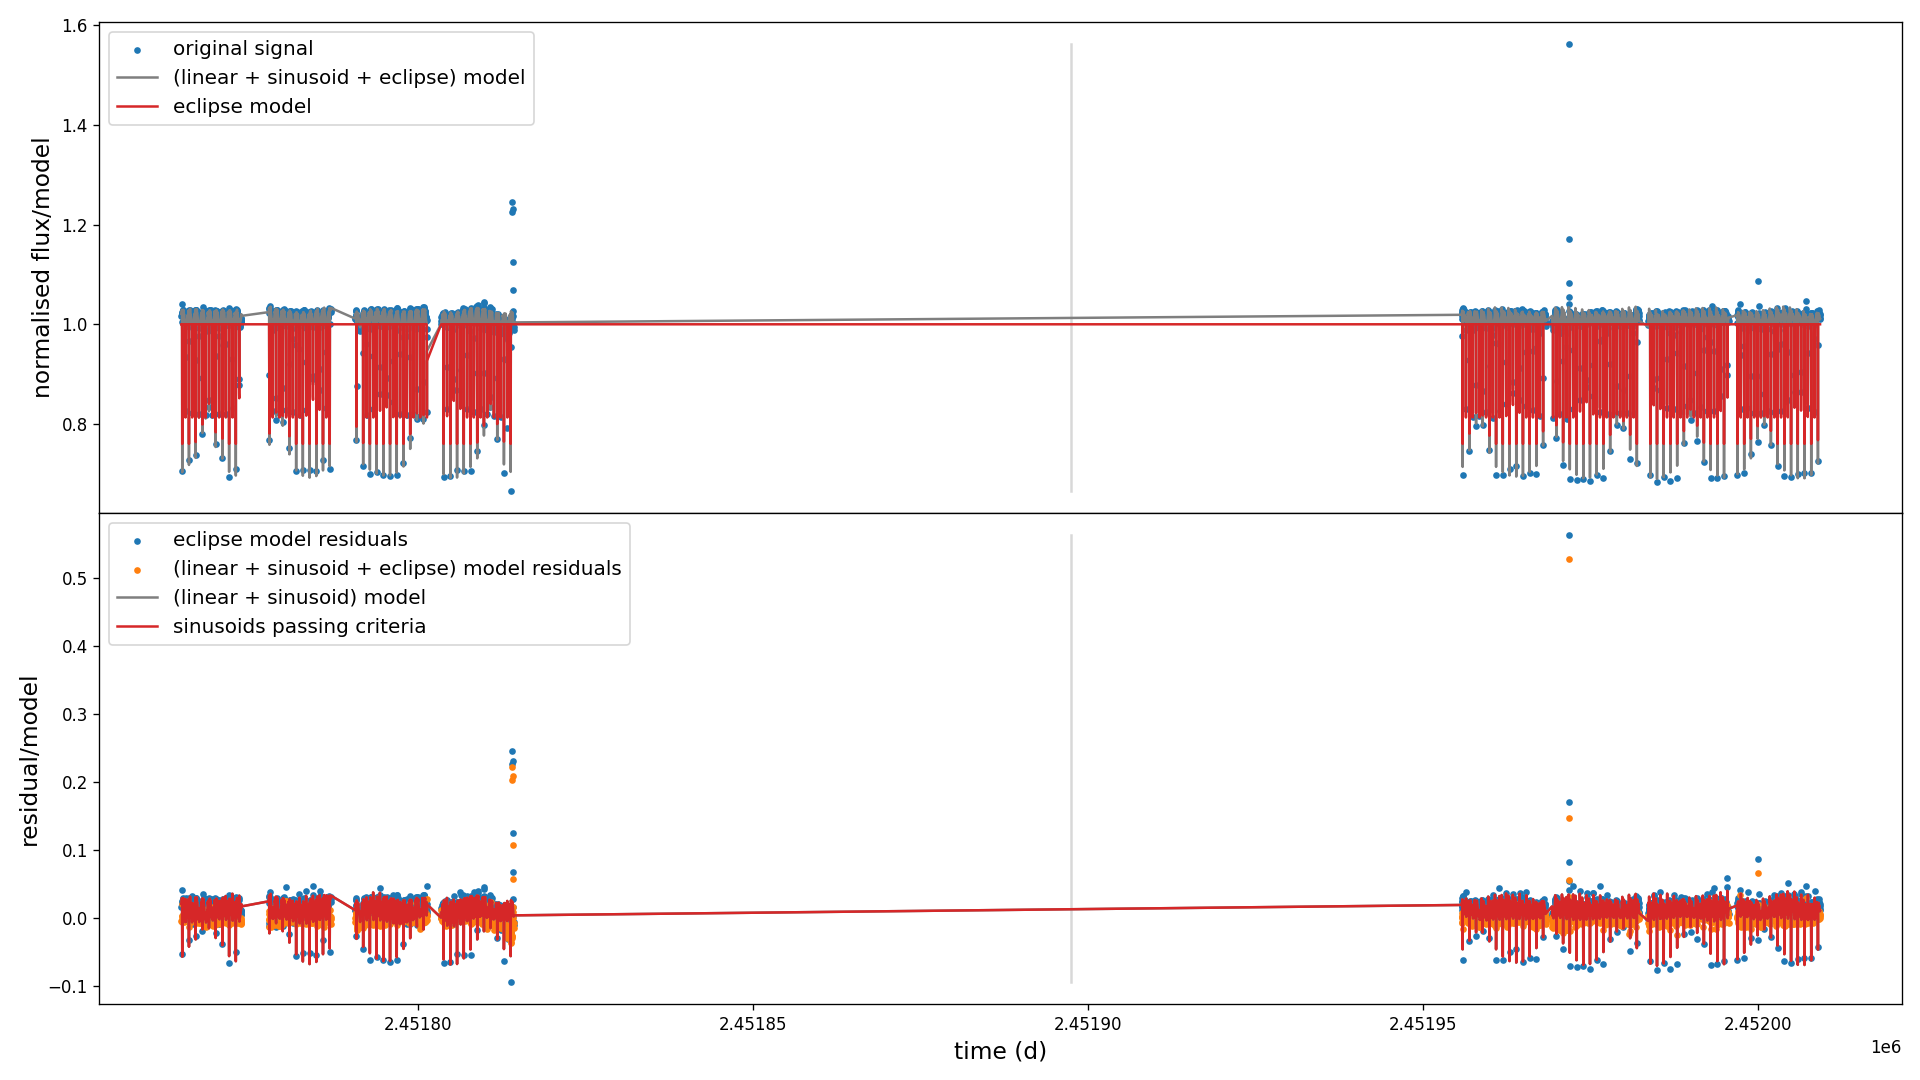 1.6
original signal
(linear + sinusoid + eclipse) model
eclipse model
1.4
1.2
1.0
0.8
normalised flux/model
eclipse model residuals
(linear + sinusoid + eclipse) model residuals
(linear + sinusoid) model
sinusoids passing criteria
0.5
0.4
0.3
0.2
0.1
0.0
−0.1
residual/model
2.45180
2.45185
2.45190
2.45195
2.45200
time (d)
1e6